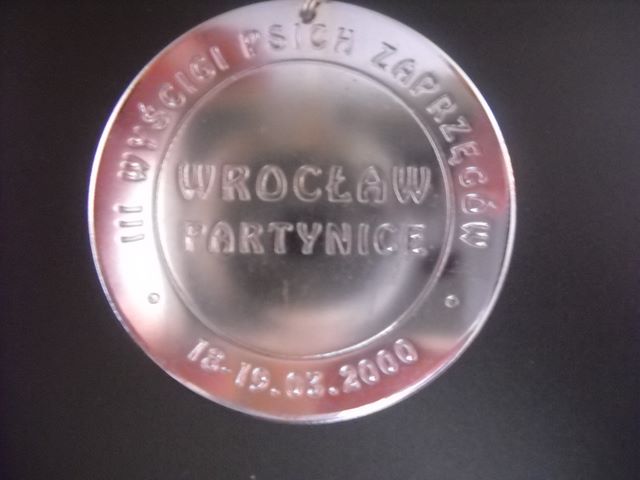 III WYŚCIGI PSICH ZAPRZĘGÓW
WROCŁAW
PARTYNICE
18-19.03.2000